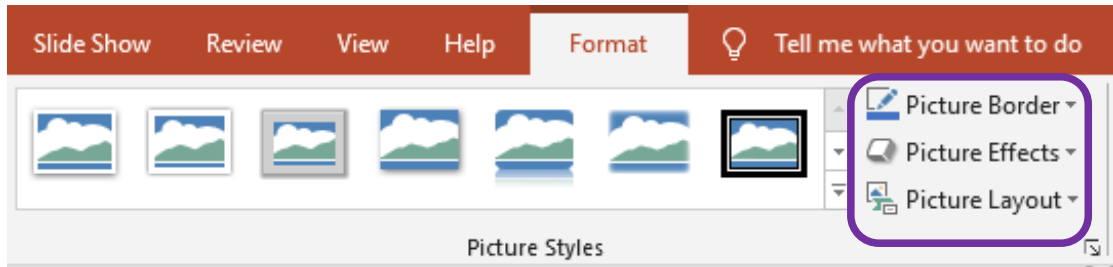 Slide Show Review View Help Format Tell me what you want to do
Picture Border
Picture Effects
Picture Layout
Picture Styles